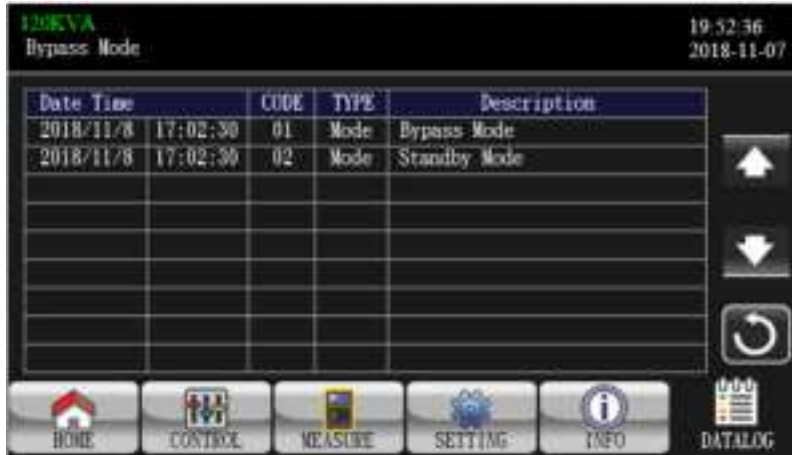 120KVA
Bypass Mode
19:52:36
2018-11-07
Date Time CODE TYPE Description
2018/11/8 17:02:30 01 Mode Bypass Mode
2018/11/8 17:02:30 02 Mode Standby Mode
HOME CONTROL MEASURE SETTING INFO DATALOG